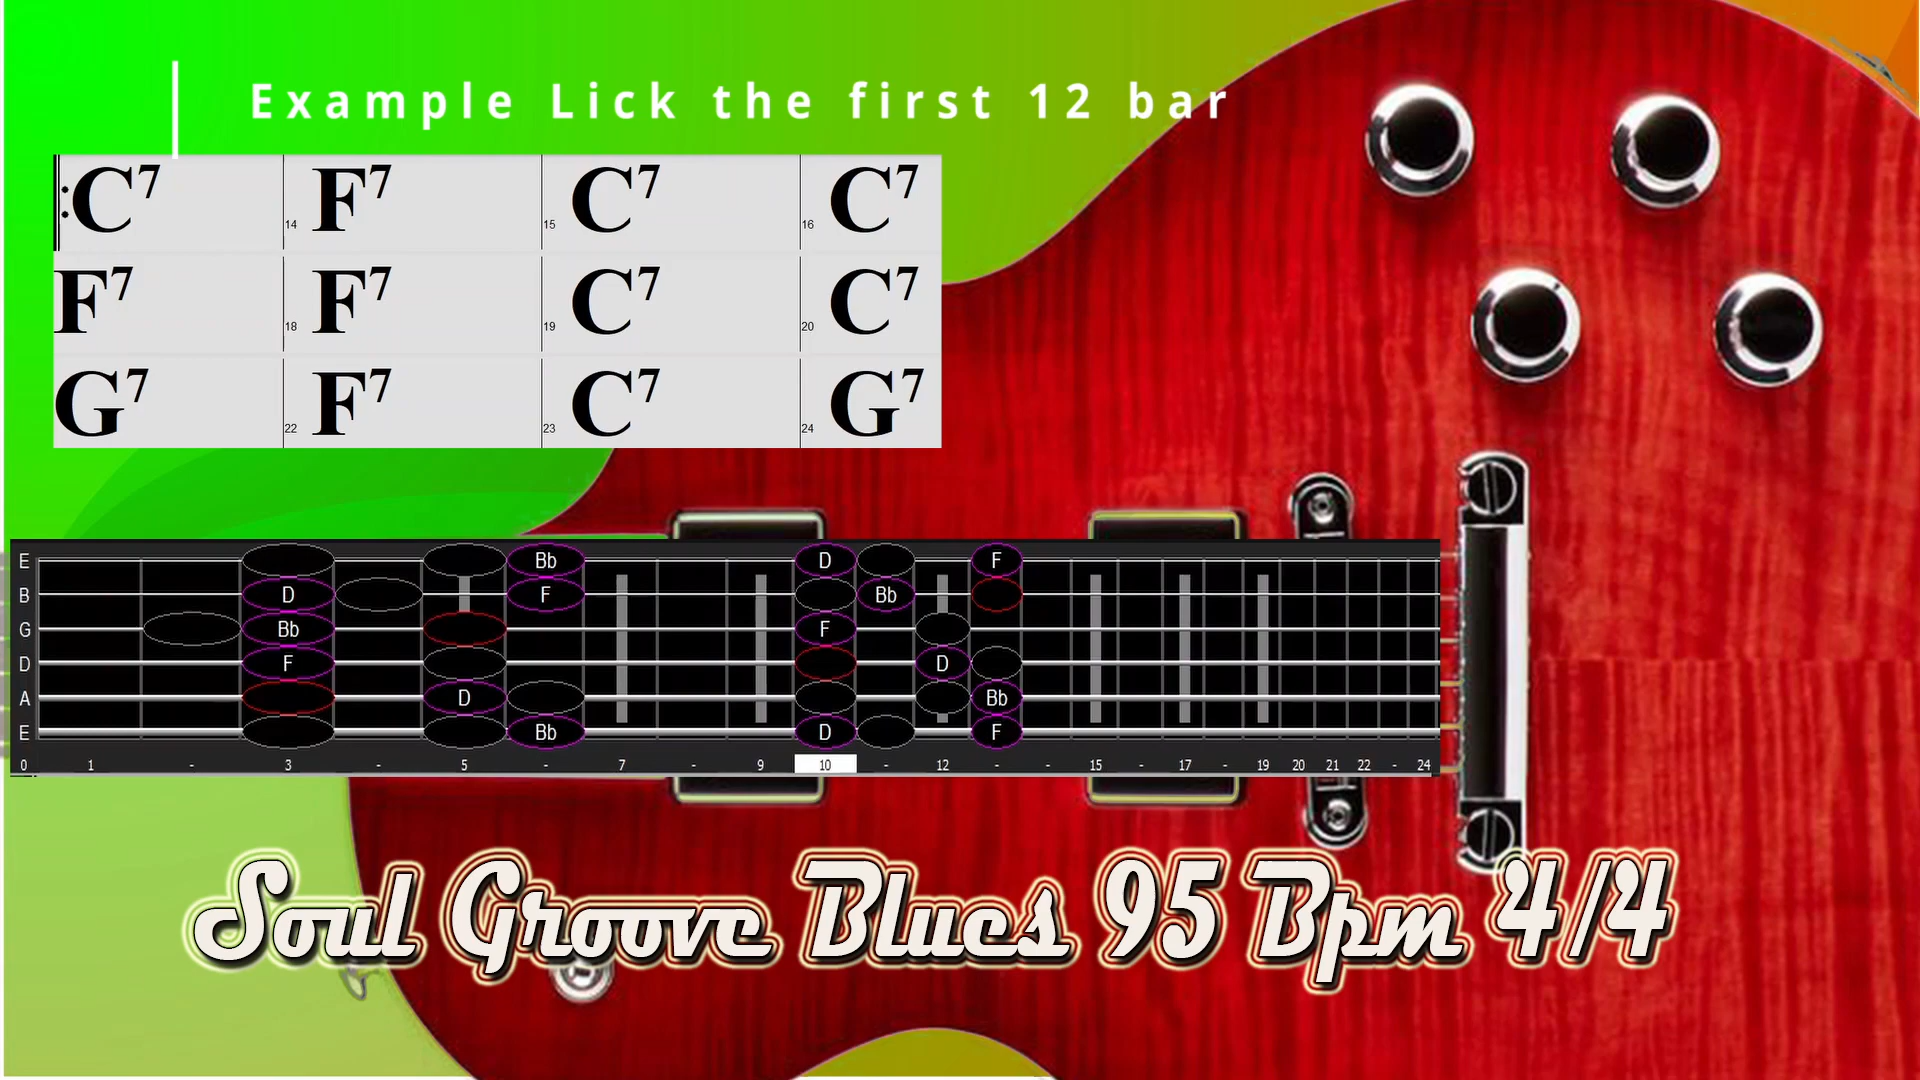 Example Lick the first 12 bar
:C7 14 F7 15 C7 16 C7
F7 18 F7 19 C7 20 C7
G7 22 F7 23 C7 24 G7
E Bb D F
B D F Bb
G Bb F
D F D
A D Bb
E Bb D F
0 1 - 3 - 5 - 7 - 9 10 - 12 - - 15 - 17 - 19 20 21 22 - 24
Soul Groove Blues 95 Bpm 4/4